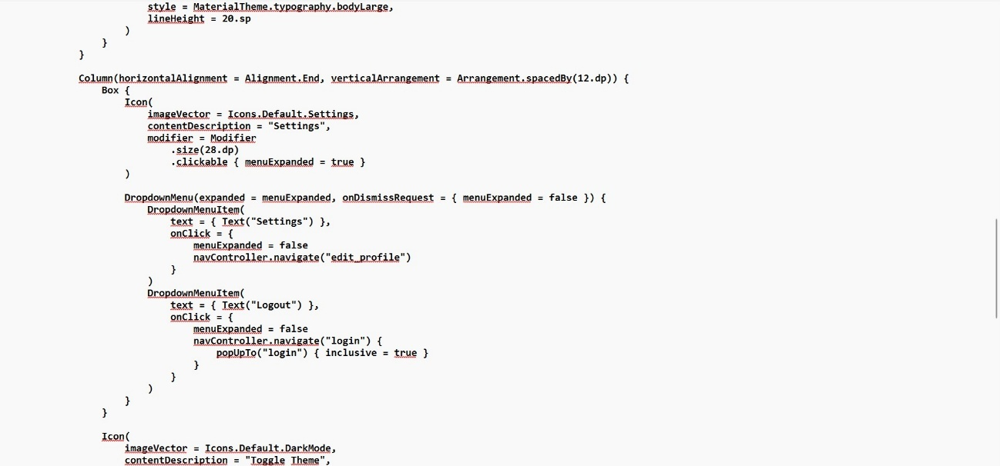 style = MaterialTheme.typography.bodyLarge,
lineHeight = 20.sp
)
}
}
Column(horizontalAlignment = Alignment.End, verticalArrangement = Arrangement.spacedBy(12.dp)) {
Box {
Icon(
imageVector = Icons.Default.Settings,
contentDescription = "Settings",
modifier = Modifier
.size(28.dp)
.clickable { menuExpanded = true }
)
DropdownMenu(expanded = menuExpanded, onDismissRequest = { menuExpanded = false }) {
DropdownMenuItem(
text = { Text("Settings") },
onClick = {
menuExpanded = false
navController.navigate("edit_profile")
}
)
DropdownMenuItem(
text = { Text("Logout") },
onClick = {
menuExpanded = false
navController.navigate("login") {
popUpTo("login") { inclusive = true }
}
}
)
}
}
Icon(
imageVector = Icons.Default.DarkMode,
contentDescription = "Toggle Theme",